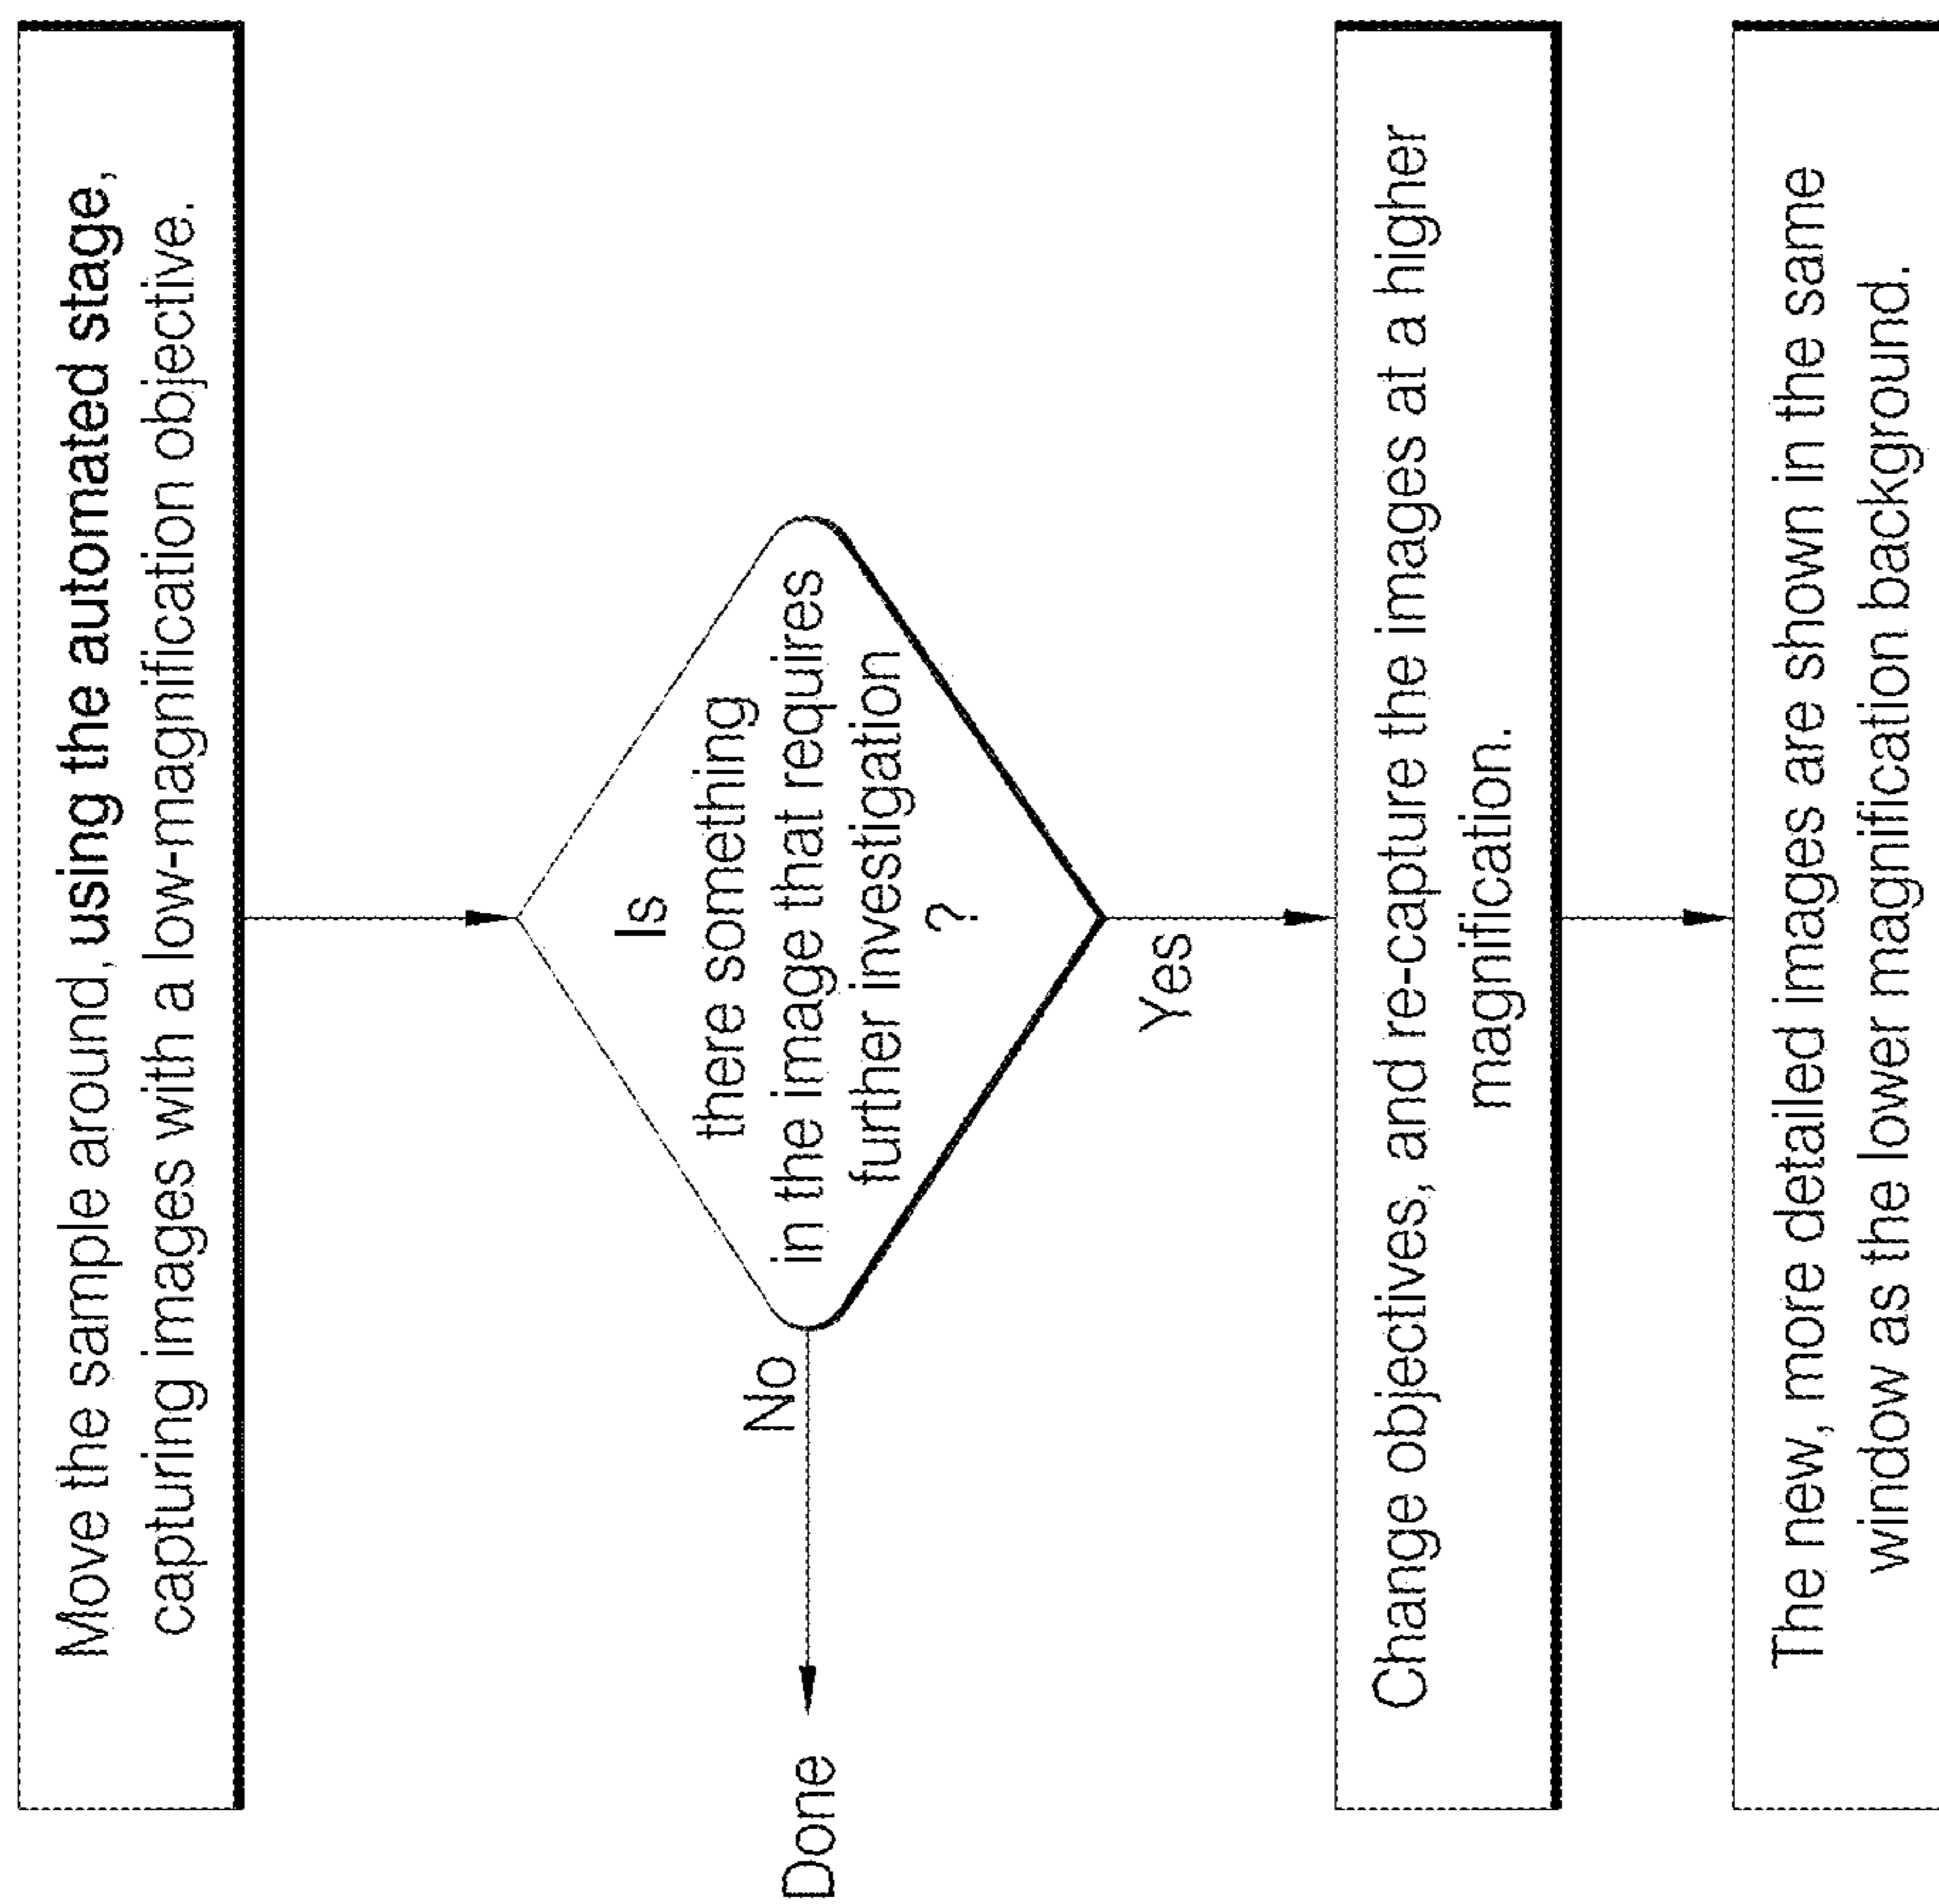 Move the sample around, using the automated stage,
capturing images with a low-magnification objective.
Is
there something
in the image that requires
further investigation
?
No
Done
Yes
Change objectives, and re-capture the images at a higher
magnification.
The new, more detailed images are shown in the same
window as the lower magnification background.